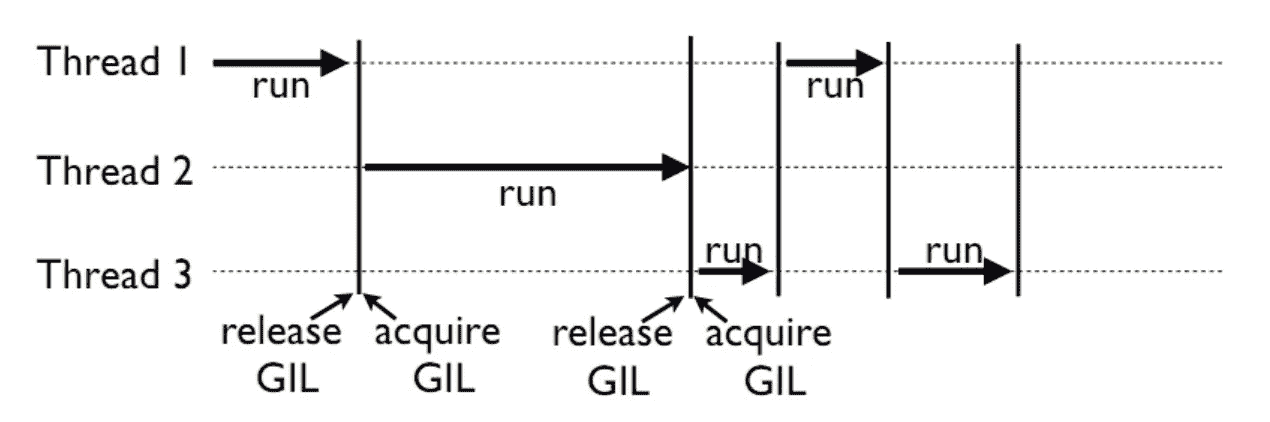 Thread 1
run
run
Thread 2
run
Thread 3
run
run
release
GIL
acquire
GIL
release
GIL
acquire
GIL